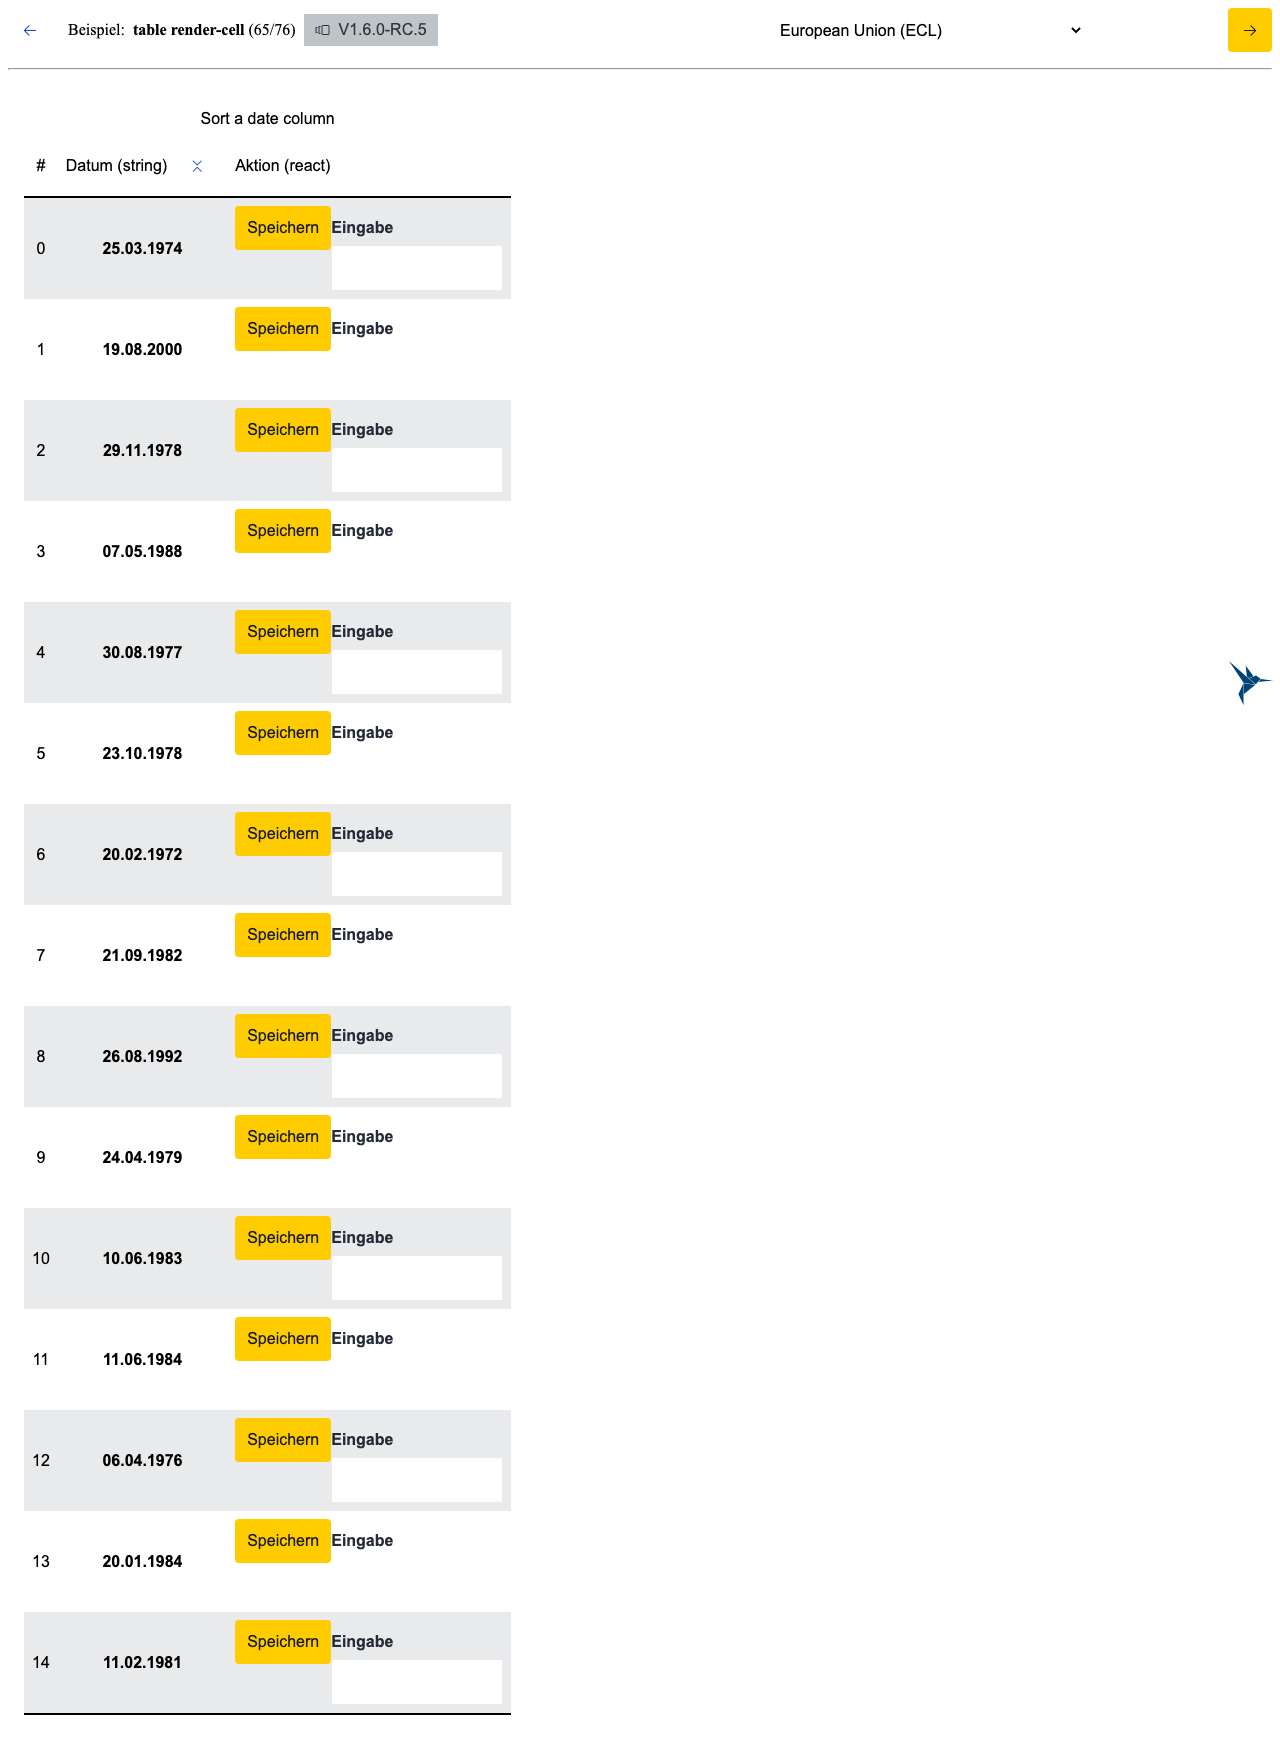 Beispiel: table render-cell (65/76) V1.6.0-RC.5 European Union (ECL)
Sort a date column
# Datum (string) Aktion (react)
0 25.03.1974 Speichern Eingabe
1 19.08.2000 Speichern Eingabe
2 29.11.1978 Speichern Eingabe
3 07.05.1988 Speichern Eingabe
4 30.08.1977 Speichern Eingabe
5 23.10.1978 Speichern Eingabe
6 20.02.1972 Speichern Eingabe
7 21.09.1982 Speichern Eingabe
8 26.08.1992 Speichern Eingabe
9 24.04.1979 Speichern Eingabe
10 10.06.1983 Speichern Eingabe
11 11.06.1984 Speichern Eingabe
12 06.04.1976 Speichern Eingabe
13 20.01.1984 Speichern Eingabe
14 11.02.1981 Speichern Eingabe